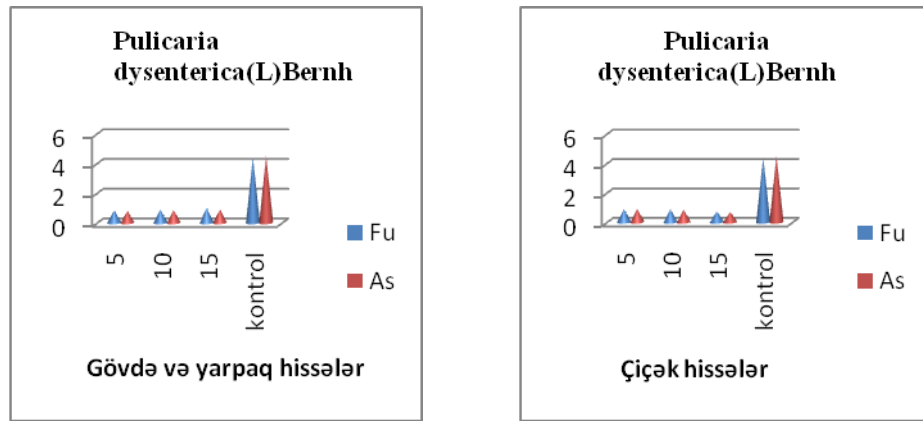 Pulicaria
dysenterica(L)Bernh
6
4
2
0
5
10
15
kontrol
Fu
As
Gövdə və yarpaq hissələr
Pulicaria
dysenterica(L)Bernh
6
4
2
0
5
10
15
kontrol
Fu
As
Çiçək hissələr